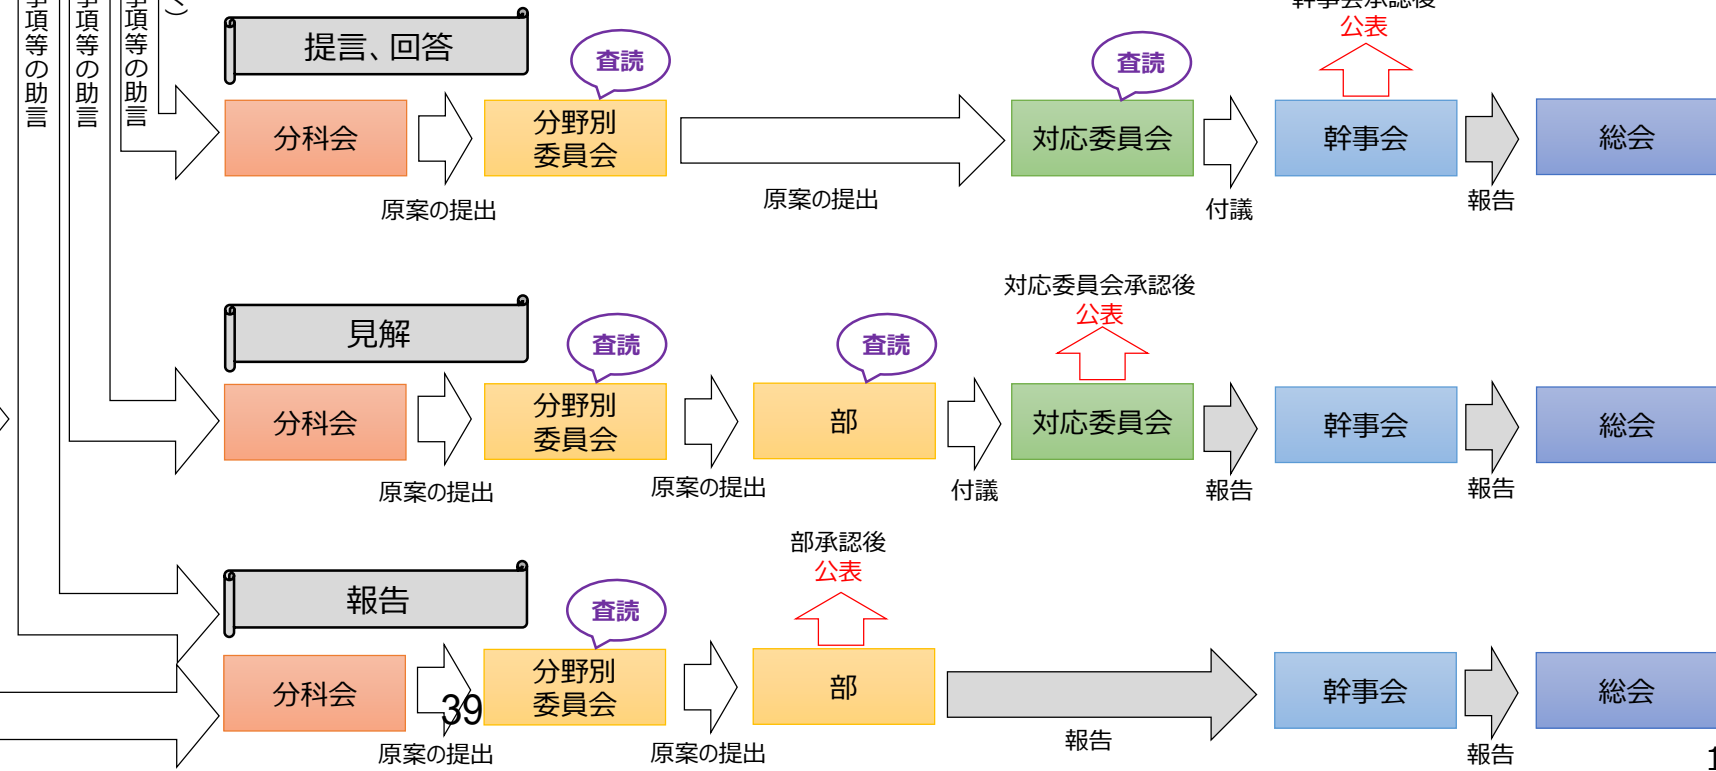 事項等の助言
事項等の助言
事項等の助言
幹事会承認後
公表
提言、回答
査読
査読
分科会
分野別
委員会
対応委員会
幹事会
総会
原案の提出
原案の提出
付議
報告
対応委員会承認後
公表
見解
査読
査読
分科会
分野別
委員会
部
対応委員会
幹事会
総会
原案の提出
原案の提出
付議
報告
報告
部承認後
公表
報告
査読
分科会
分野別
委員会
部
幹事会
総会
39
原案の提出
原案の提出
報告
報告